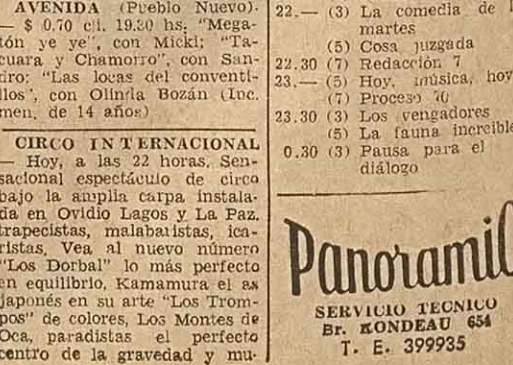 AVENIDA (Pueblo Nuevo).
— $ 0.70 c|i. 19.30 hs: "Mega-
tón ye ye", con Micki; "Ta-
cuara y Chamorro", con San-
dro; "Las locas del conventi-
llos", con Olinda Bozán (Inc.
men. de 14 años)
CIRCO INTERNACIONAL
— Hoy, a las 22 horas. Sen-
sacional espectáculo de circo
bajo la amplia carpa instala-
da en Ovidio Lagos y La Paz.
trapecistas, malabaristas, ica-
ristas. Vea al nuevo número
"Los Dorbal" lo más perfecto
en equilibrio, Kamamura el as
japonés en su arte "Los Trom-
pos" de colores, Los Montes de
Oca, paradistas el perfecto
centro de la gravedad y mu-
22.— (3) La comedia de
martes
(5) Cosa juzgada
22.30 (7) Redacción 7
23.— (5) Hoy, música, hoy
(7) Proceso 70
23.30 (3) Los vengadores
(5) La fauna increible
0.30 (3) Pausa para el
diálogo
Panoramic
SERVICIO TECNICO
Br. RONDEAU 654
T. E. 399935